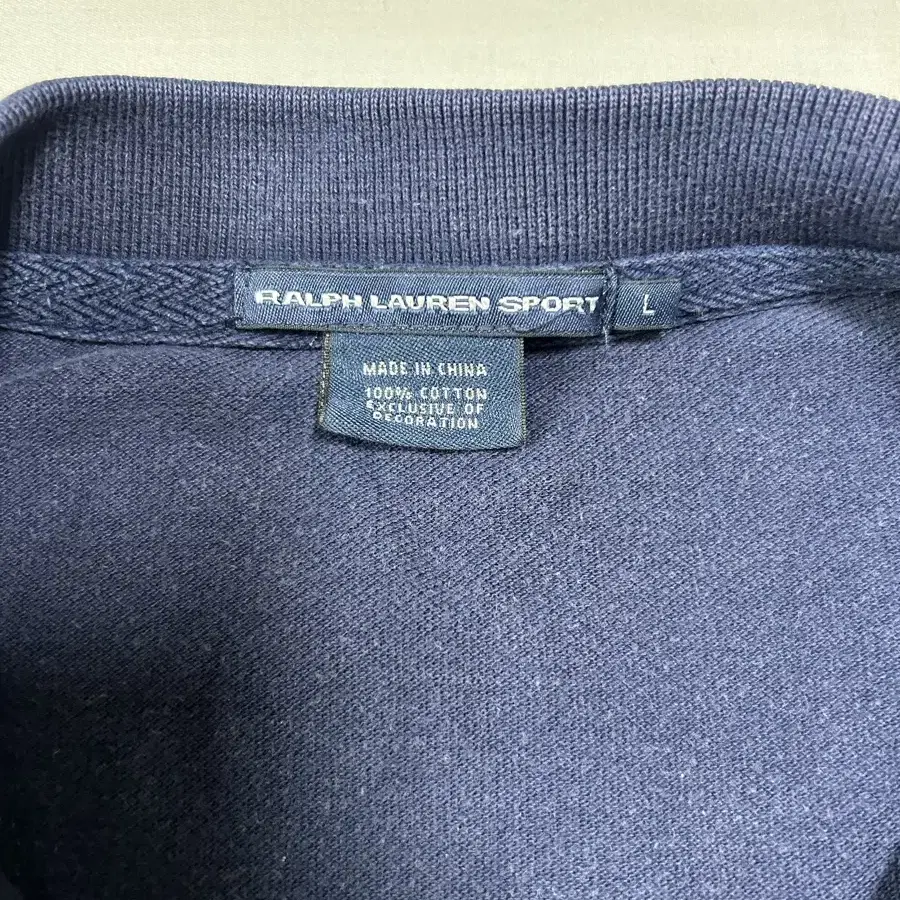 RALPH LAUREN SPORT
L
MADE IN CHINA
100% COTTON
EXCLUSIVE OF
DECORATION